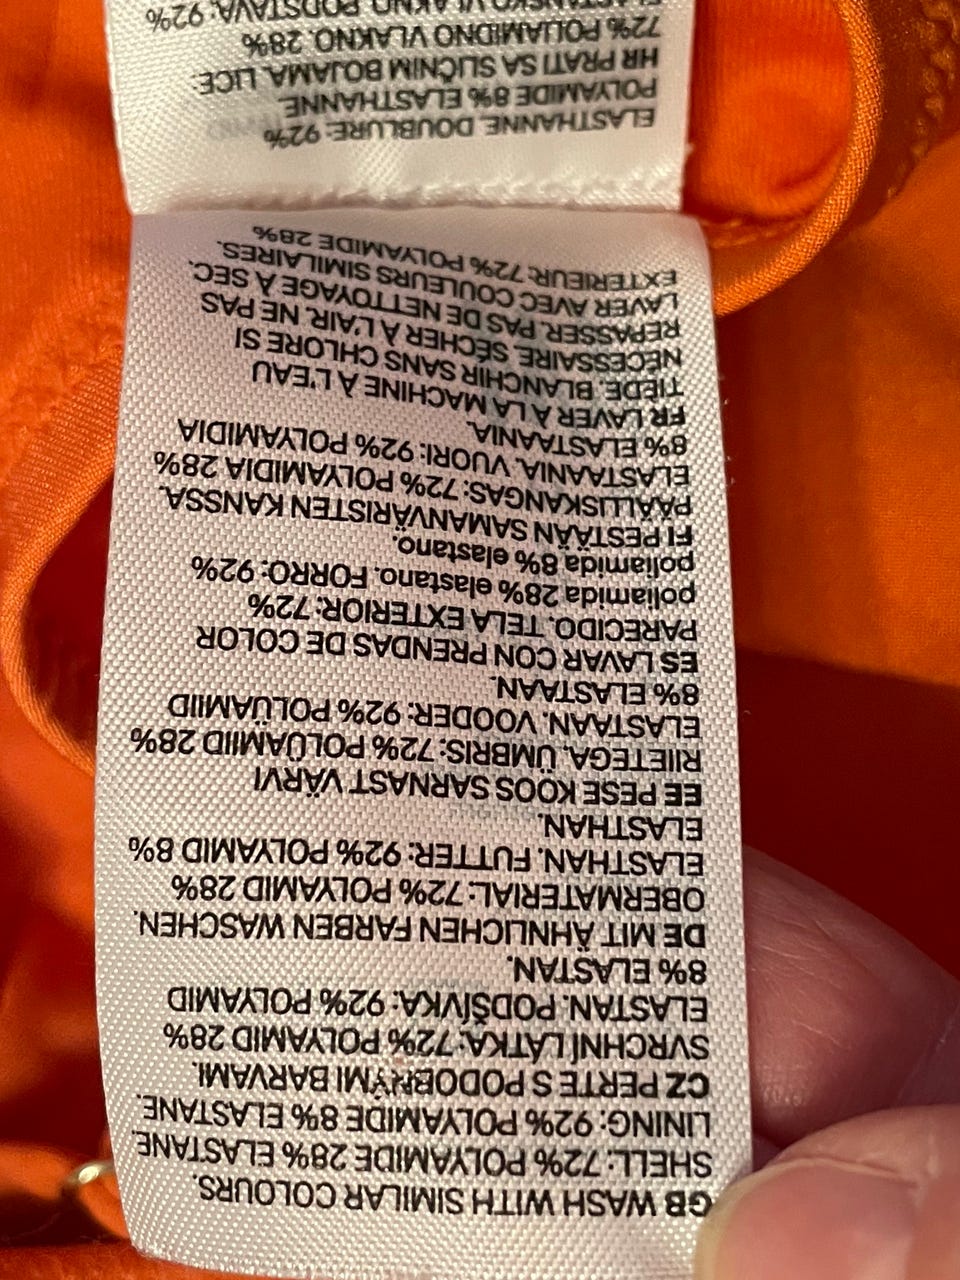 GB WASH WITH SIMILAR COLOURS.
SHELL: 72% POLYAMIDE 28% ELASTANE.
LINING: 92% POLYAMIDE 8% ELASTANE.
CZ PERTE S PODOBNÝMI BARVAMI.
SVRCHNÍ LÁTKA: 72% POLYAMID 28%
ELASTAN. PODŠÍVKA: 92% POLYAMID
8% ELASTAN.
DE MIT ÄHNLICHEN FARBEN WASCHEN.
OBERMATERIAL: 72% POLYAMID 28%
ELASTHAN. FUTTER: 92% POLYAMID 8%
ELASTHAN.
EE PESE KOOS SARNAST VÄRVI
RIIETEGA. ÜMBRIS: 72% POLÜAMIID 28%
ELASTAAN. VOODER: 92% POLÜAMIID
8% ELASTAAN.
ES LAVAR CON PRENDAS DE COLOR
PARECIDO. TELA EXTERIOR: 72%
poliamida 28% elastano. FORRO: 92%
poliamida 8% elastano.
FI PESTÄÄN SAMANVÄRISTEN KANSSA.
PÄÄLLISKANGAS: 72% POLYAMIDIA 28%
ELASTAANIA. VUORI: 92% POLYAMIDIA
8% ELASTAANIA.
FR LAVER À LA MACHINE À L'EAU
TIÈDE. BLANCHIR SANS CHLORE SI
NÉCESSAIRE. SÉCHER À L'AIR. NE PAS
REPASSER. PAS DE NETTOYAGE À SEC.
LAVER AVEC COULEURS SIMILAIRES.
EXTERIEUR: 72% POLYAMIDE 28%
ELASTHANNE. DOUBLURE: 92%
POLYAMIDE 8% ELASTHANNE.
HR PRATI SA SLIČNIM BOJAMA. LICE:
72% POLIAMIDNO VLAKNO. 28%
ELASTANSKO VLAKNO. PODSTAVA: 92%